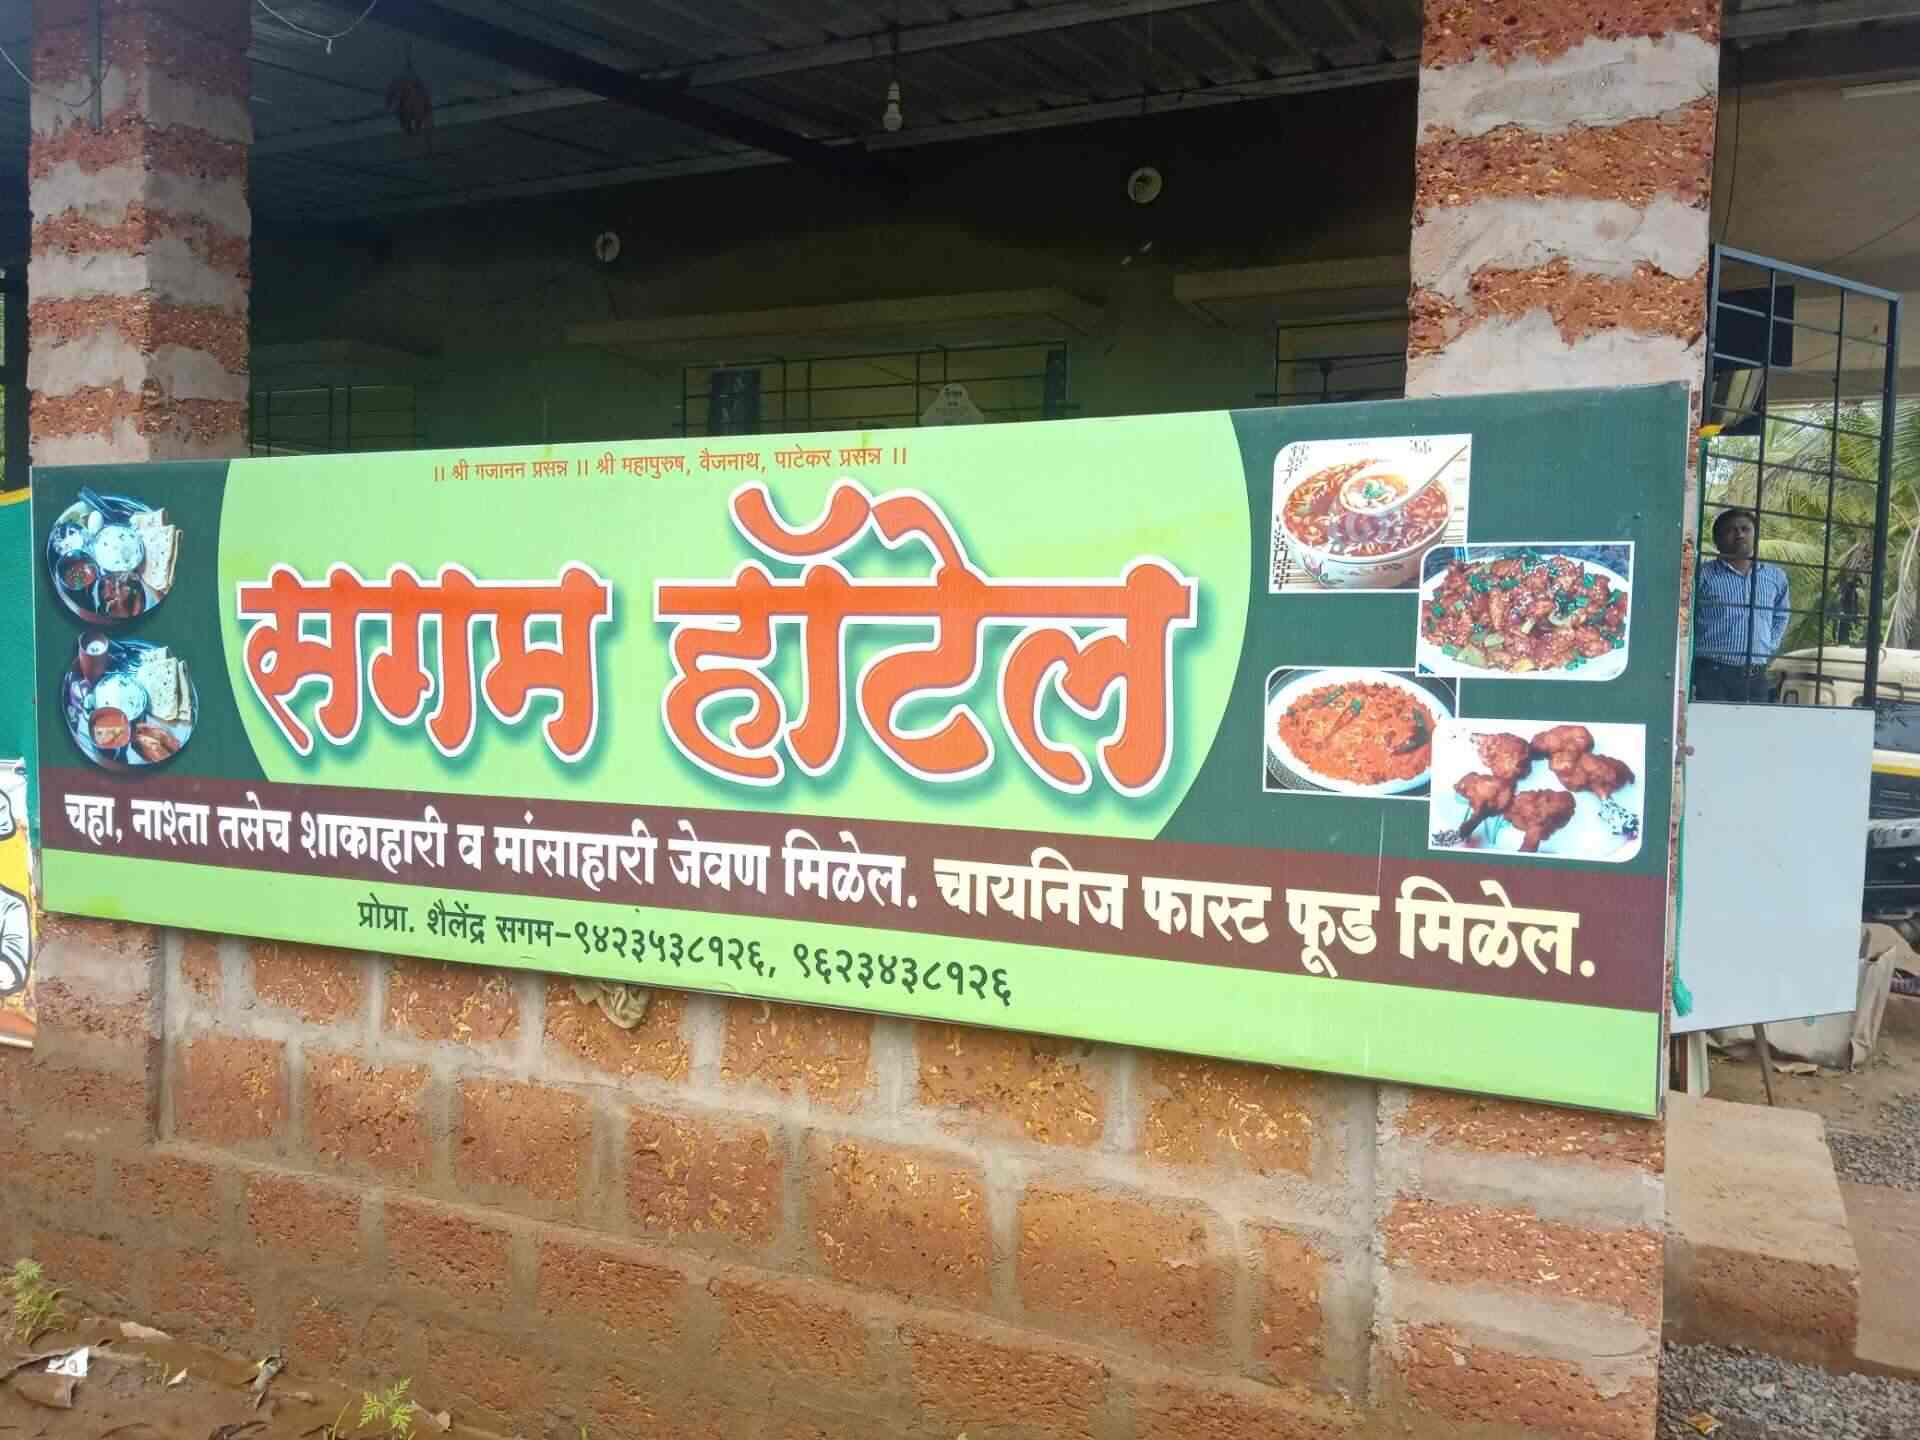 ।। श्री गजानन प्रसन्न ।। श्री महापुरुष, वैजनाथ, पाटेकर प्रसन्न ।।
सगम हॉटेल
चहा, नाश्ता तसेच शाकाहारी व मांसाहारी जेवण मिळेल. चायनिज फास्ट फूड मिळेल.
प्रोप्रा. शैलेंद्र सगम-९४२३५३८१२६, ९६२३४३८१२६